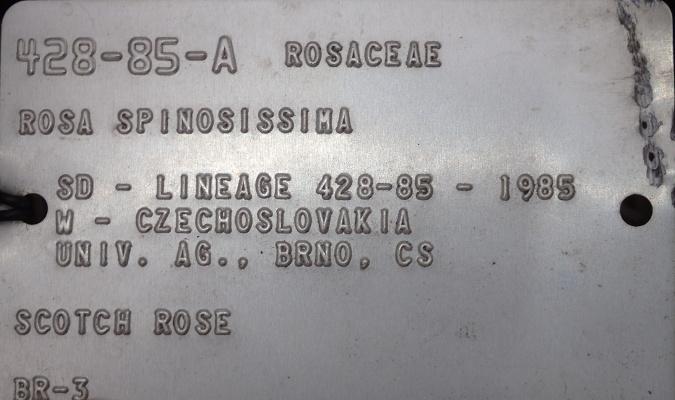 428-85-A ROSACEAE
ROSA SPINOSISSIMA
SD - LINEAGE 428-85 - 1985
W - CZECHOSLOVAKIA
UNIV. AG., BRNO, CS
SCOTCH ROSE
BR-3